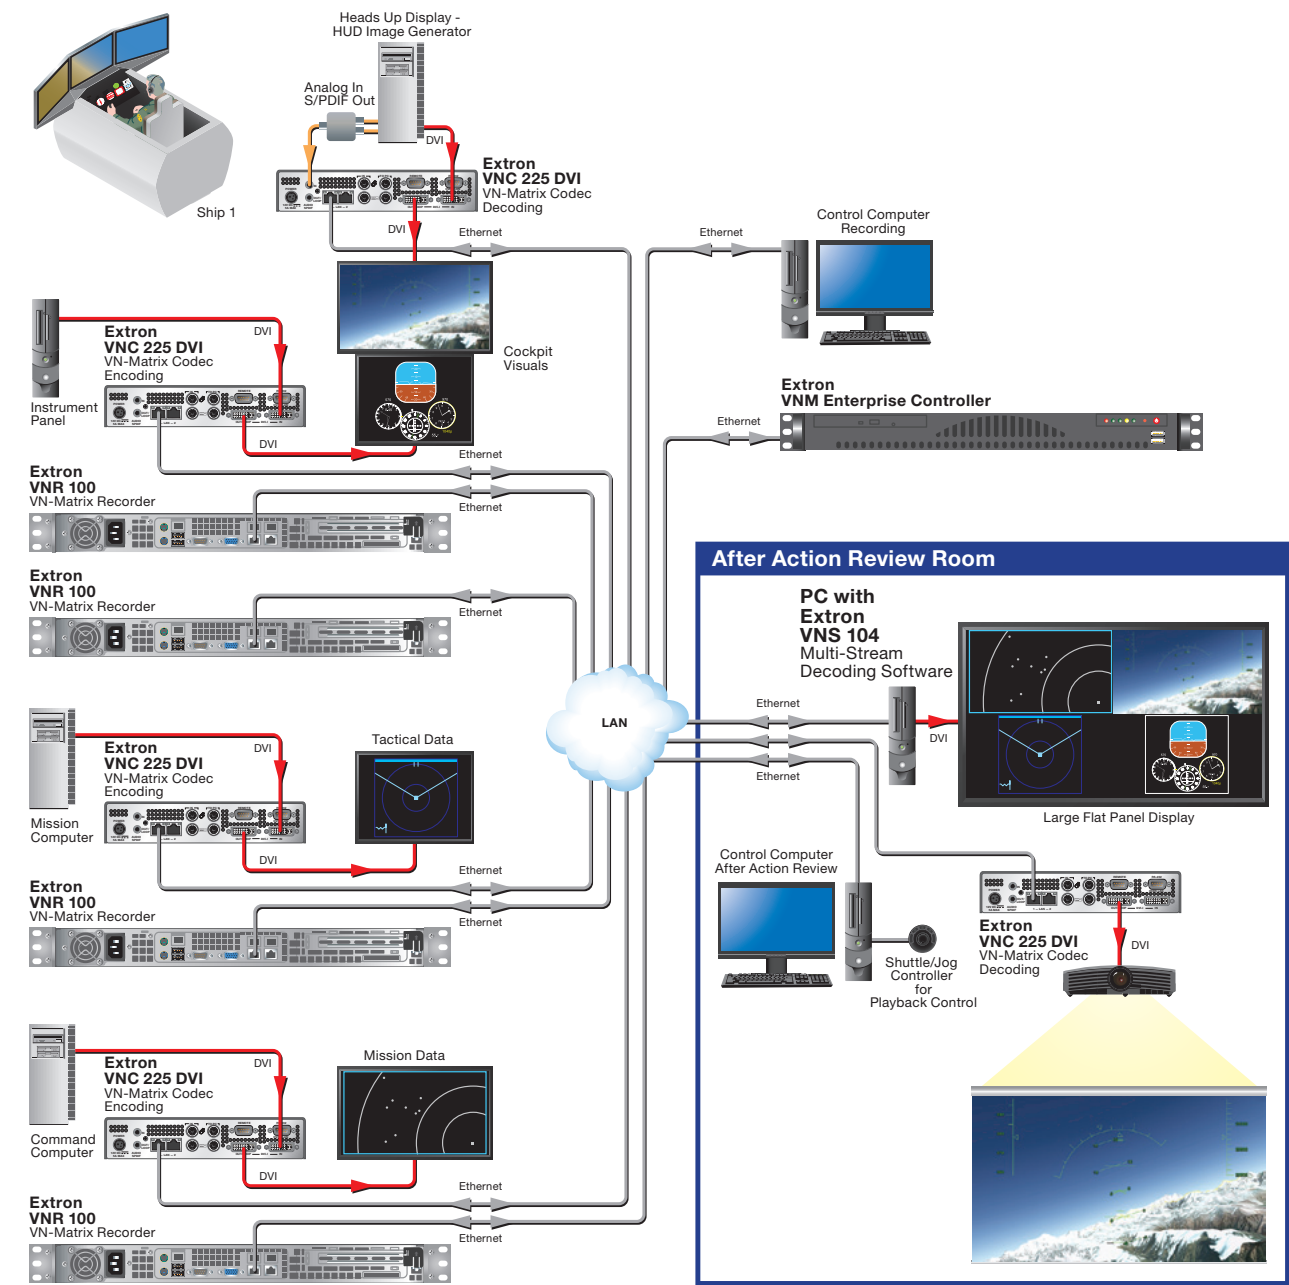 Heads Up Display -
HUD Image Generator
Analog In
S/PDIF Out
DVI
Extron
VNC 225 DVI
VN-Matrix Codec
Decoding
Ship 1
DVI
Ethernet
Cockpit
Visuals
Instrument
Panel
Extron
VNC 225 DVI
VN-Matrix Codec
Encoding
DVI
DVI
Ethernet
Extron
VNR 100
VN-Matrix Recorder
Ethernet
Extron
VNR 100
VN-Matrix Recorder
Ethernet
LAN
Mission
Computer
Extron
VNC 225 DVI
VN-Matrix Codec
Encoding
DVI
Tactical Data
DVI
Ethernet
Extron
VNR 100
VN-Matrix Recorder
Ethernet
Command
Computer
Extron
VNC 225 DVI
VN-Matrix Codec
Encoding
DVI
Mission Data
DVI
Ethernet
Extron
VNR 100
VN-Matrix Recorder
Ethernet
Ethernet
Control Computer
Recording
Ethernet
Extron
VNM Enterprise Controller
After Action Review Room
PC with
Extron
VNS 104
Multi-Stream
Decoding Software
Ethernet
DVI
Large Flat Panel Display
Ethernet
Control Computer
After Action Review
Shuttle/Jog
Controller
for
Playback Control
Extron
VNC 225 DVI
VN-Matrix Codec
Decoding
DVI